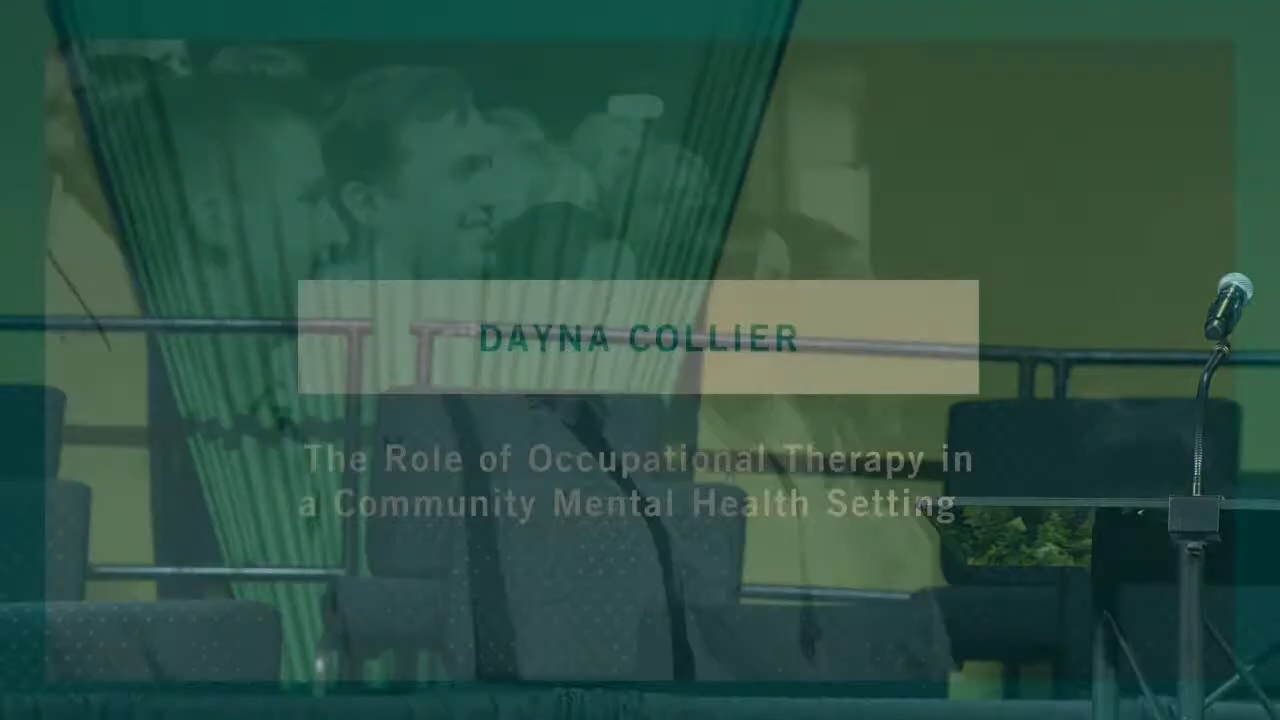 DAYNA COLLIER
The Role of Occupational Therapy in
a Community Mental Health Setting